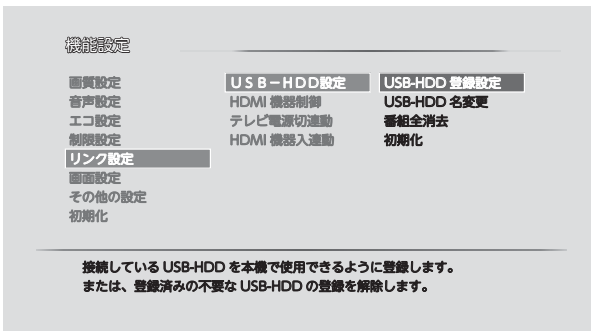 機能設定
画質設定
音声設定
エコ設定
制限設定
リンク設定
画面設定
その他の設定
初期化
ＵＳＢ－ＨＤＤ設定
HDMI 機器制御
テレビ電源切連動
HDMI 機器入連動
USB-HDD 登録設定
USB-HDD 名変更
番組全消去
初期化
接続している USB-HDD を本機で使用できるように登録します。
または、登録済みの不要な USB-HDD の登録を解除します。